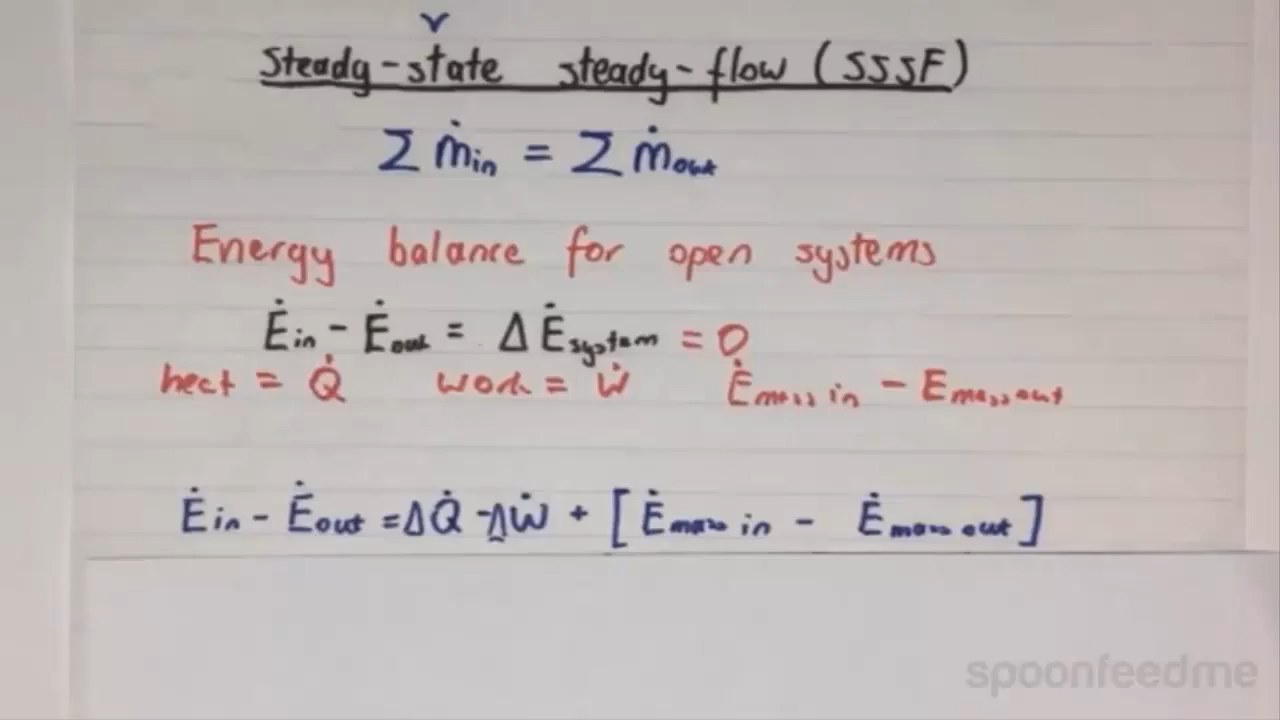 Steady-state steady-flow (SSSF)
Σ ṁin = Σ ṁout
Energy balance for open systems
Ėin - Ėout = Δ Ėsystem = 0
heat = Q̇ work = Ẇ Ėmass in - Emass out
Ėin - Ėout = ΔQ̇ - ΔẆ + [Ėmass in - Ėmass out]
spoonfeedme